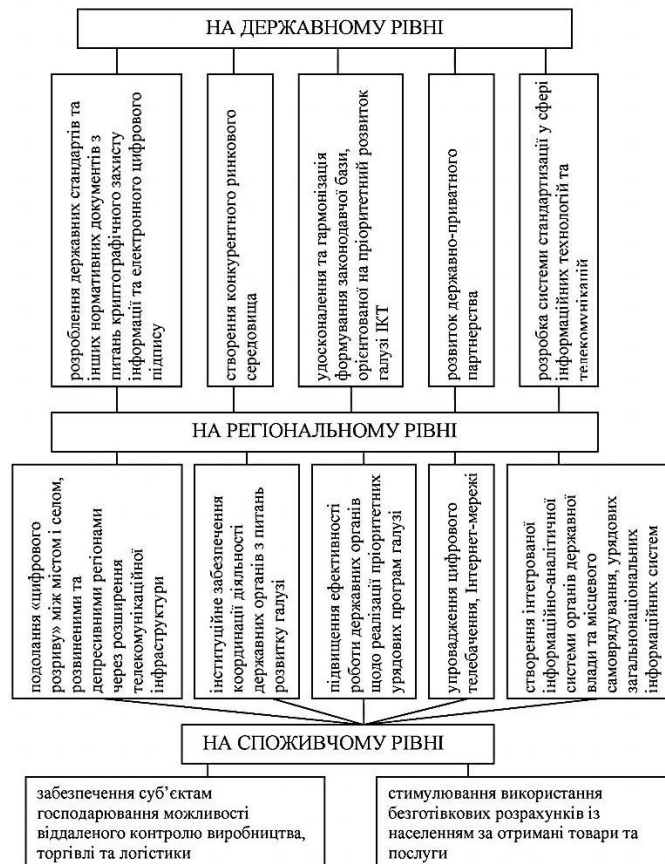 НА ДЕРЖАВНОМУ РІВНІ
розроблення державних стандартів та
інших нормативних документів з
питань криптографічного захисту
інформації та електронного цифрового
підпису
створення конкурентного ринкового
середовища
удосконалення та гармонізація
формування законодавчої бази,
орієнтованої на пріоритетний розвиток
галузі ІКТ
розвиток державно-приватного
партнерства
розробка системи стандартизації у сфері
інформаційних технологій та
телекомунікацій
НА РЕГІОНАЛЬНОМУ РІВНІ
подолання «цифрового
розриву» між містом і селом,
розвиненими та
депресивними регіонами
через розширення
телекомунікаційної
інфраструктури
інституційне забезпечення
координації діяльності
державних органів з питань
розвитку галузі
підвищення ефективності
роботи державних органів
щодо реалізації пріоритетних
урядових програм галузі
упровадження цифрового
телебачення, Інтернет-мережі
створення інтегрованої
інформаційно-аналітичної
системи органів державної
влади та місцевого
самоврядування, урядових
загальнонаціональних
інформаційних систем
НА СПОЖИВЧОМУ РІВНІ
забезпечення суб’єктам
господарювання можливості
віддаленого контролю виробництва,
торгівлі та логістики
стимулювання використання
безготівкових розрахунків із
населенням за отримані товари та
послуги